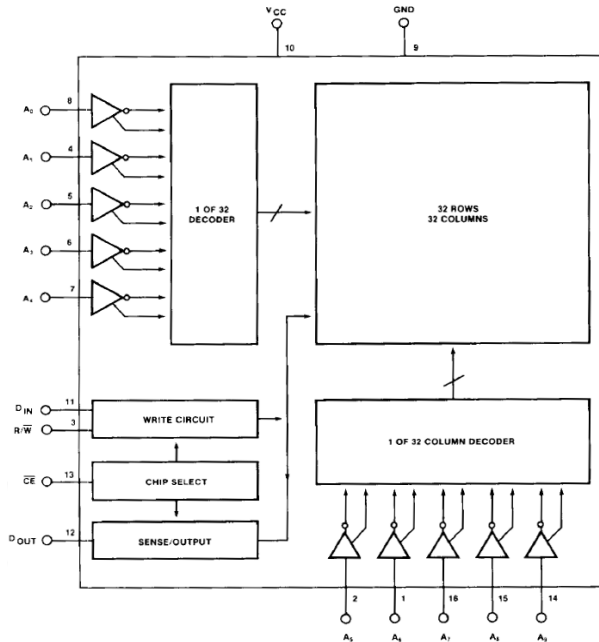 VCC
GND
10
9
A0
8
A1
4
A2
5
A3
6
A4
7
1 OF 32
DECODER
32 ROWS
32 COLUMNS
DIN
11
R/W̅
3
WRITE CIRCUIT
C̅E̅
13
CHIP SELECT
DOUT
12
SENSE/OUTPUT
1 OF 32 COLUMN DECODER
2
1
16
15
14
A5
A6
A7
A8
A9